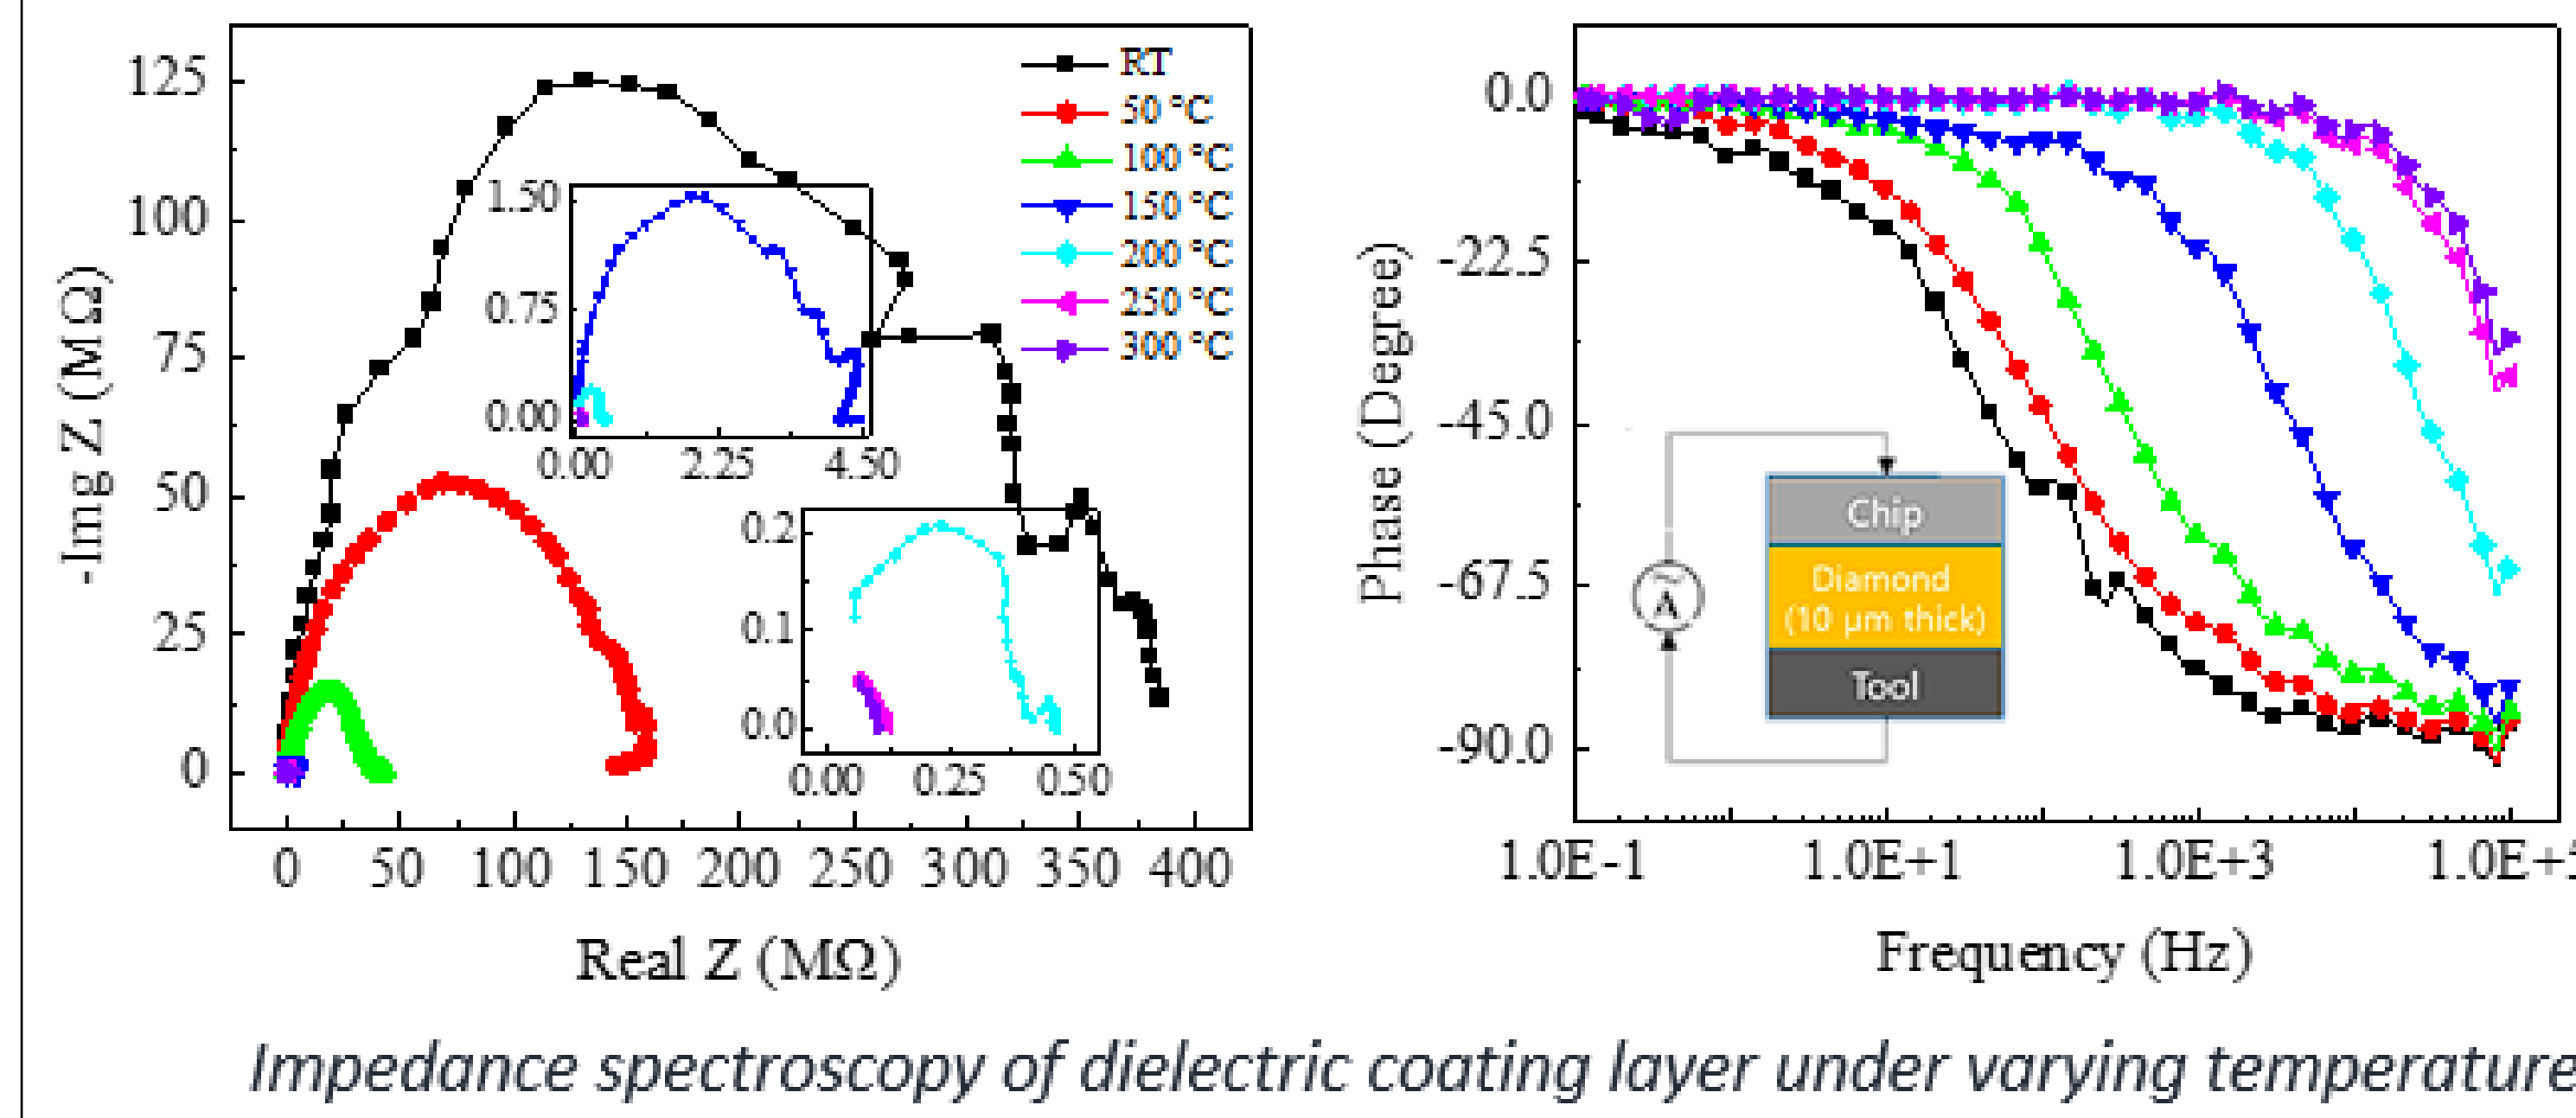 125
100
75
50
25
0
-Img Z (MΩ)
0 50 100 150 200 250 300 350 400
Real Z (MΩ)
RT
50 °C
100 °C
150 °C
200 °C
250 °C
300 °C
1.50
0.75
0.00
0.00 2.25 4.50
0.2
0.1
0.0
0.00 0.25 0.50
0.0
-22.5
-45.0
-67.5
-90.0
Phase (Degree)
A
Chip
Diamond
(10 µm thick)
Tool
1.0E-1 1.0E+1 1.0E+3 1.0E+5
Frequency (Hz)
Impedance spectroscopy of dielectric coating layer under varying temperature